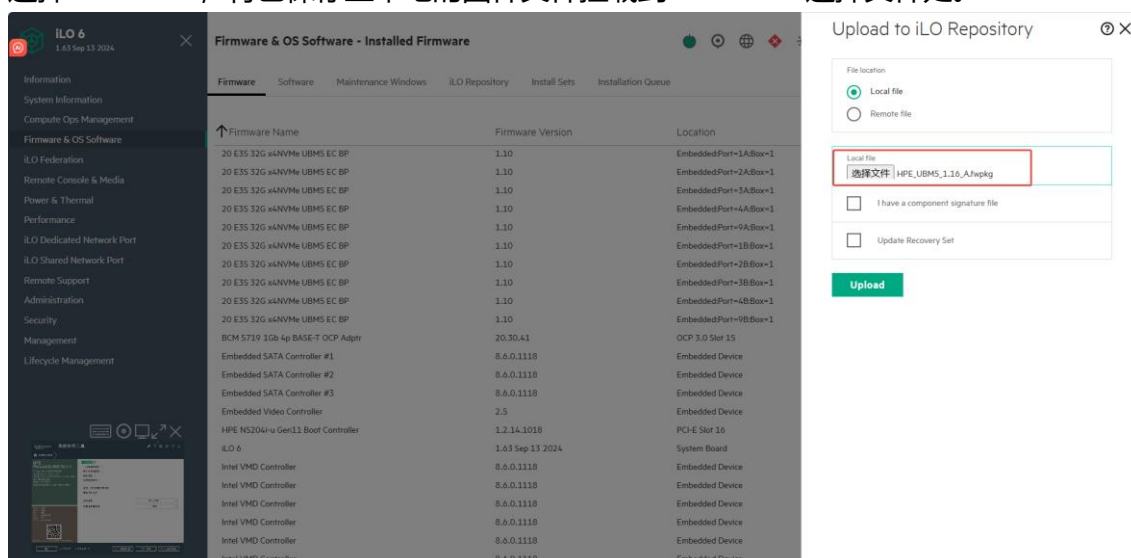 iLO 6
1.63 Sep 13 2024
Information
System Information
Compute Ops Management
Firmware & OS Software
iLO Federation
Remote Console & Media
Power & Thermal
Performance
iLO Dedicated Network Port
iLO Shared Network Port
Remote Support
Administration
Security
Management
Lifecycle Management
Firmware & OS Software - Installed Firmware
Firmware Software Maintenance Windows iLO Repository Install Sets Installation Queue
Firmware Name Firmware Version Location
20 E3S 32G x4NVMe UBM5 EC BP 1.10 Embedded:Port=1A:Box=1
20 E3S 32G x4NVMe UBM5 EC BP 1.10 Embedded:Port=2A:Box=1
20 E3S 32G x4NVMe UBM5 EC BP 1.10 Embedded:Port=3A:Box=1
20 E3S 32G x4NVMe UBM5 EC BP 1.10 Embedded:Port=4A:Box=1
20 E3S 32G x4NVMe UBM5 EC BP 1.10 Embedded:Port=9A:Box=1
20 E3S 32G x4NVMe UBM5 EC BP 1.10 Embedded:Port=1B:Box=1
20 E3S 32G x4NVMe UBM5 EC BP 1.10 Embedded:Port=2B:Box=1
20 E3S 32G x4NVMe UBM5 EC BP 1.10 Embedded:Port=3B:Box=1
20 E3S 32G x4NVMe UBM5 EC BP 1.10 Embedded:Port=4B:Box=1
20 E3S 32G x4NVMe UBM5 EC BP 1.10 Embedded:Port=9B:Box=1
BCM 5719 1Gb 4p BASE-T OCP Adptr 20.30.41 OCP 3.0 Slot 15
Embedded SATA Controller #1 8.6.0.1118 Embedded Device
Embedded SATA Controller #2 8.6.0.1118 Embedded Device
Embedded SATA Controller #3 8.6.0.1118 Embedded Device
Embedded Video Controller 2.5 Embedded Device
HPE NS204i-u Gen11 Boot Controller 1.2.14.1018 PCI-E Slot 16
iLO 6 1.63 Sep 13 2024 System Board
Intel VMD Controller 8.6.0.1118 Embedded Device
Intel VMD Controller 8.6.0.1118 Embedded Device
Intel VMD Controller 8.6.0.1118 Embedded Device
Intel VMD Controller 8.6.0.1118 Embedded Device
Upload to iLO Repository
File location
Local file
Remote file
Local file
选择文件 HPE_UBM5_1.16_A.fwpkg
I have a component signature file
Update Recovery Set
Upload